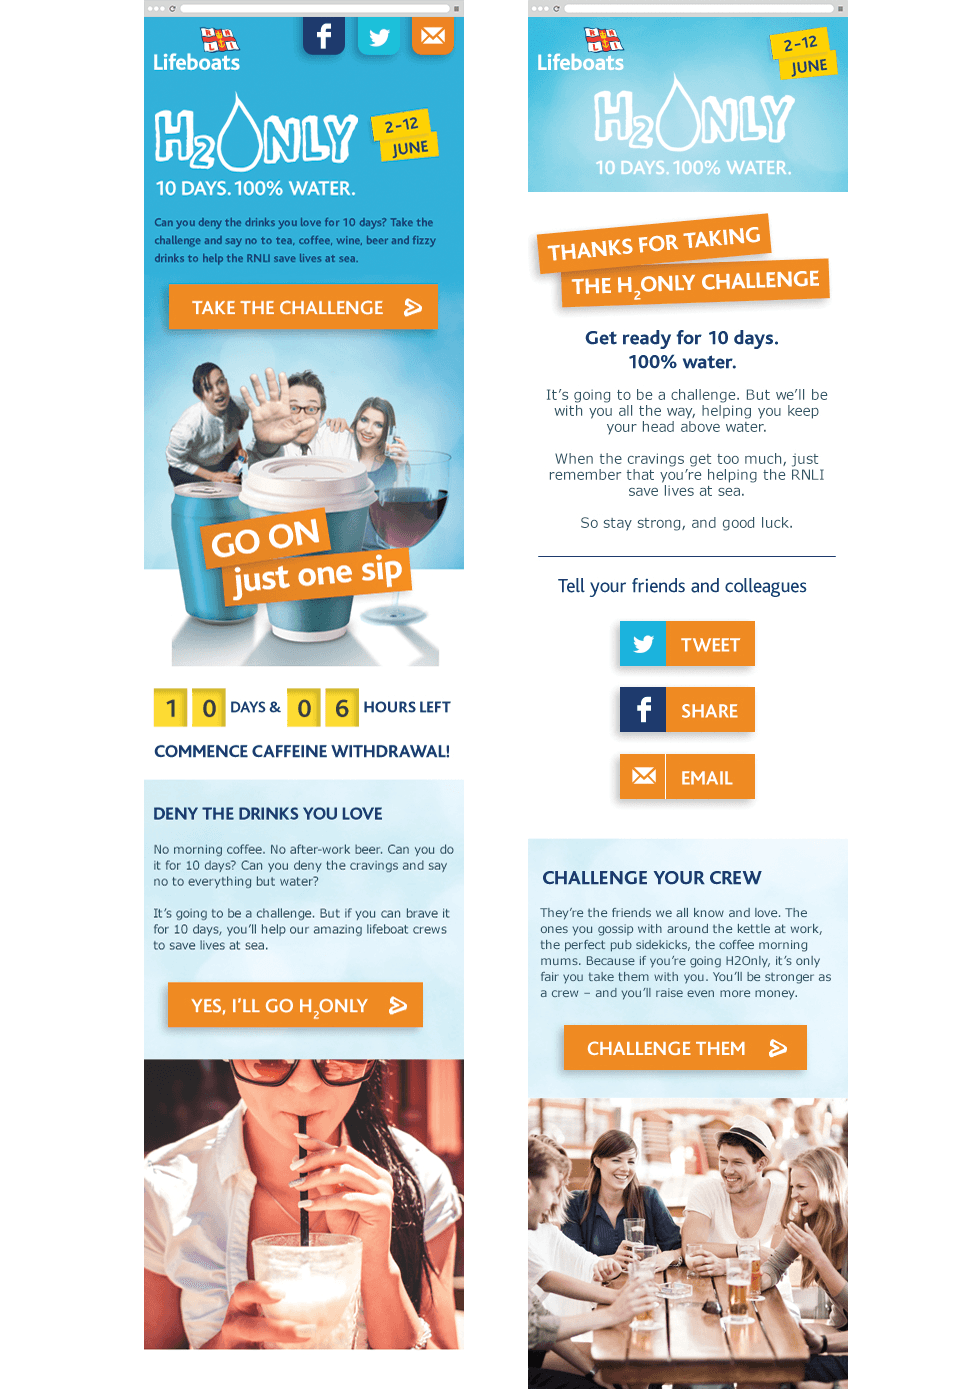 R N
L I
Lifeboats
H2ONLY
2-12
JUNE
10 DAYS. 100% WATER.
Can you deny the drinks you love for 10 days? Take the
challenge and say no to tea, coffee, wine, beer and fizzy
drinks to help the RNLI save lives at sea.
TAKE THE CHALLENGE
GO ON
just one sip
10 DAYS & 06 HOURS LEFT
COMMENCE CAFFEINE WITHDRAWAL!
DENY THE DRINKS YOU LOVE
No morning coffee. No after-work beer. Can you do
it for 10 days? Can you deny the cravings and say
no to everything but water?
It's going to be a challenge. But if you can brave it
for 10 days, you'll help our amazing lifeboat crews
to save lives at sea.
YES, I'LL GO H2ONLY
R N
L I
Lifeboats
2-12
JUNE
H2ONLY
10 DAYS. 100% WATER.
THANKS FOR TAKING
THE H2ONLY CHALLENGE
Get ready for 10 days.
100% water.
It's going to be a challenge. But we'll be
with you all the way, helping you keep
your head above water.
When the cravings get too much, just
remember that you're helping the RNLI
save lives at sea.
So stay strong, and good luck.
Tell your friends and colleagues
TWEET
SHARE
EMAIL
CHALLENGE YOUR CREW
They're the friends we all know and love. The
ones you gossip with around the kettle at work,
the perfect pub sidekicks, the coffee morning
mums. Because if you're going H2Only, it's only
fair you take them with you. You'll be stronger as
a crew – and you'll raise even more money.
CHALLENGE THEM